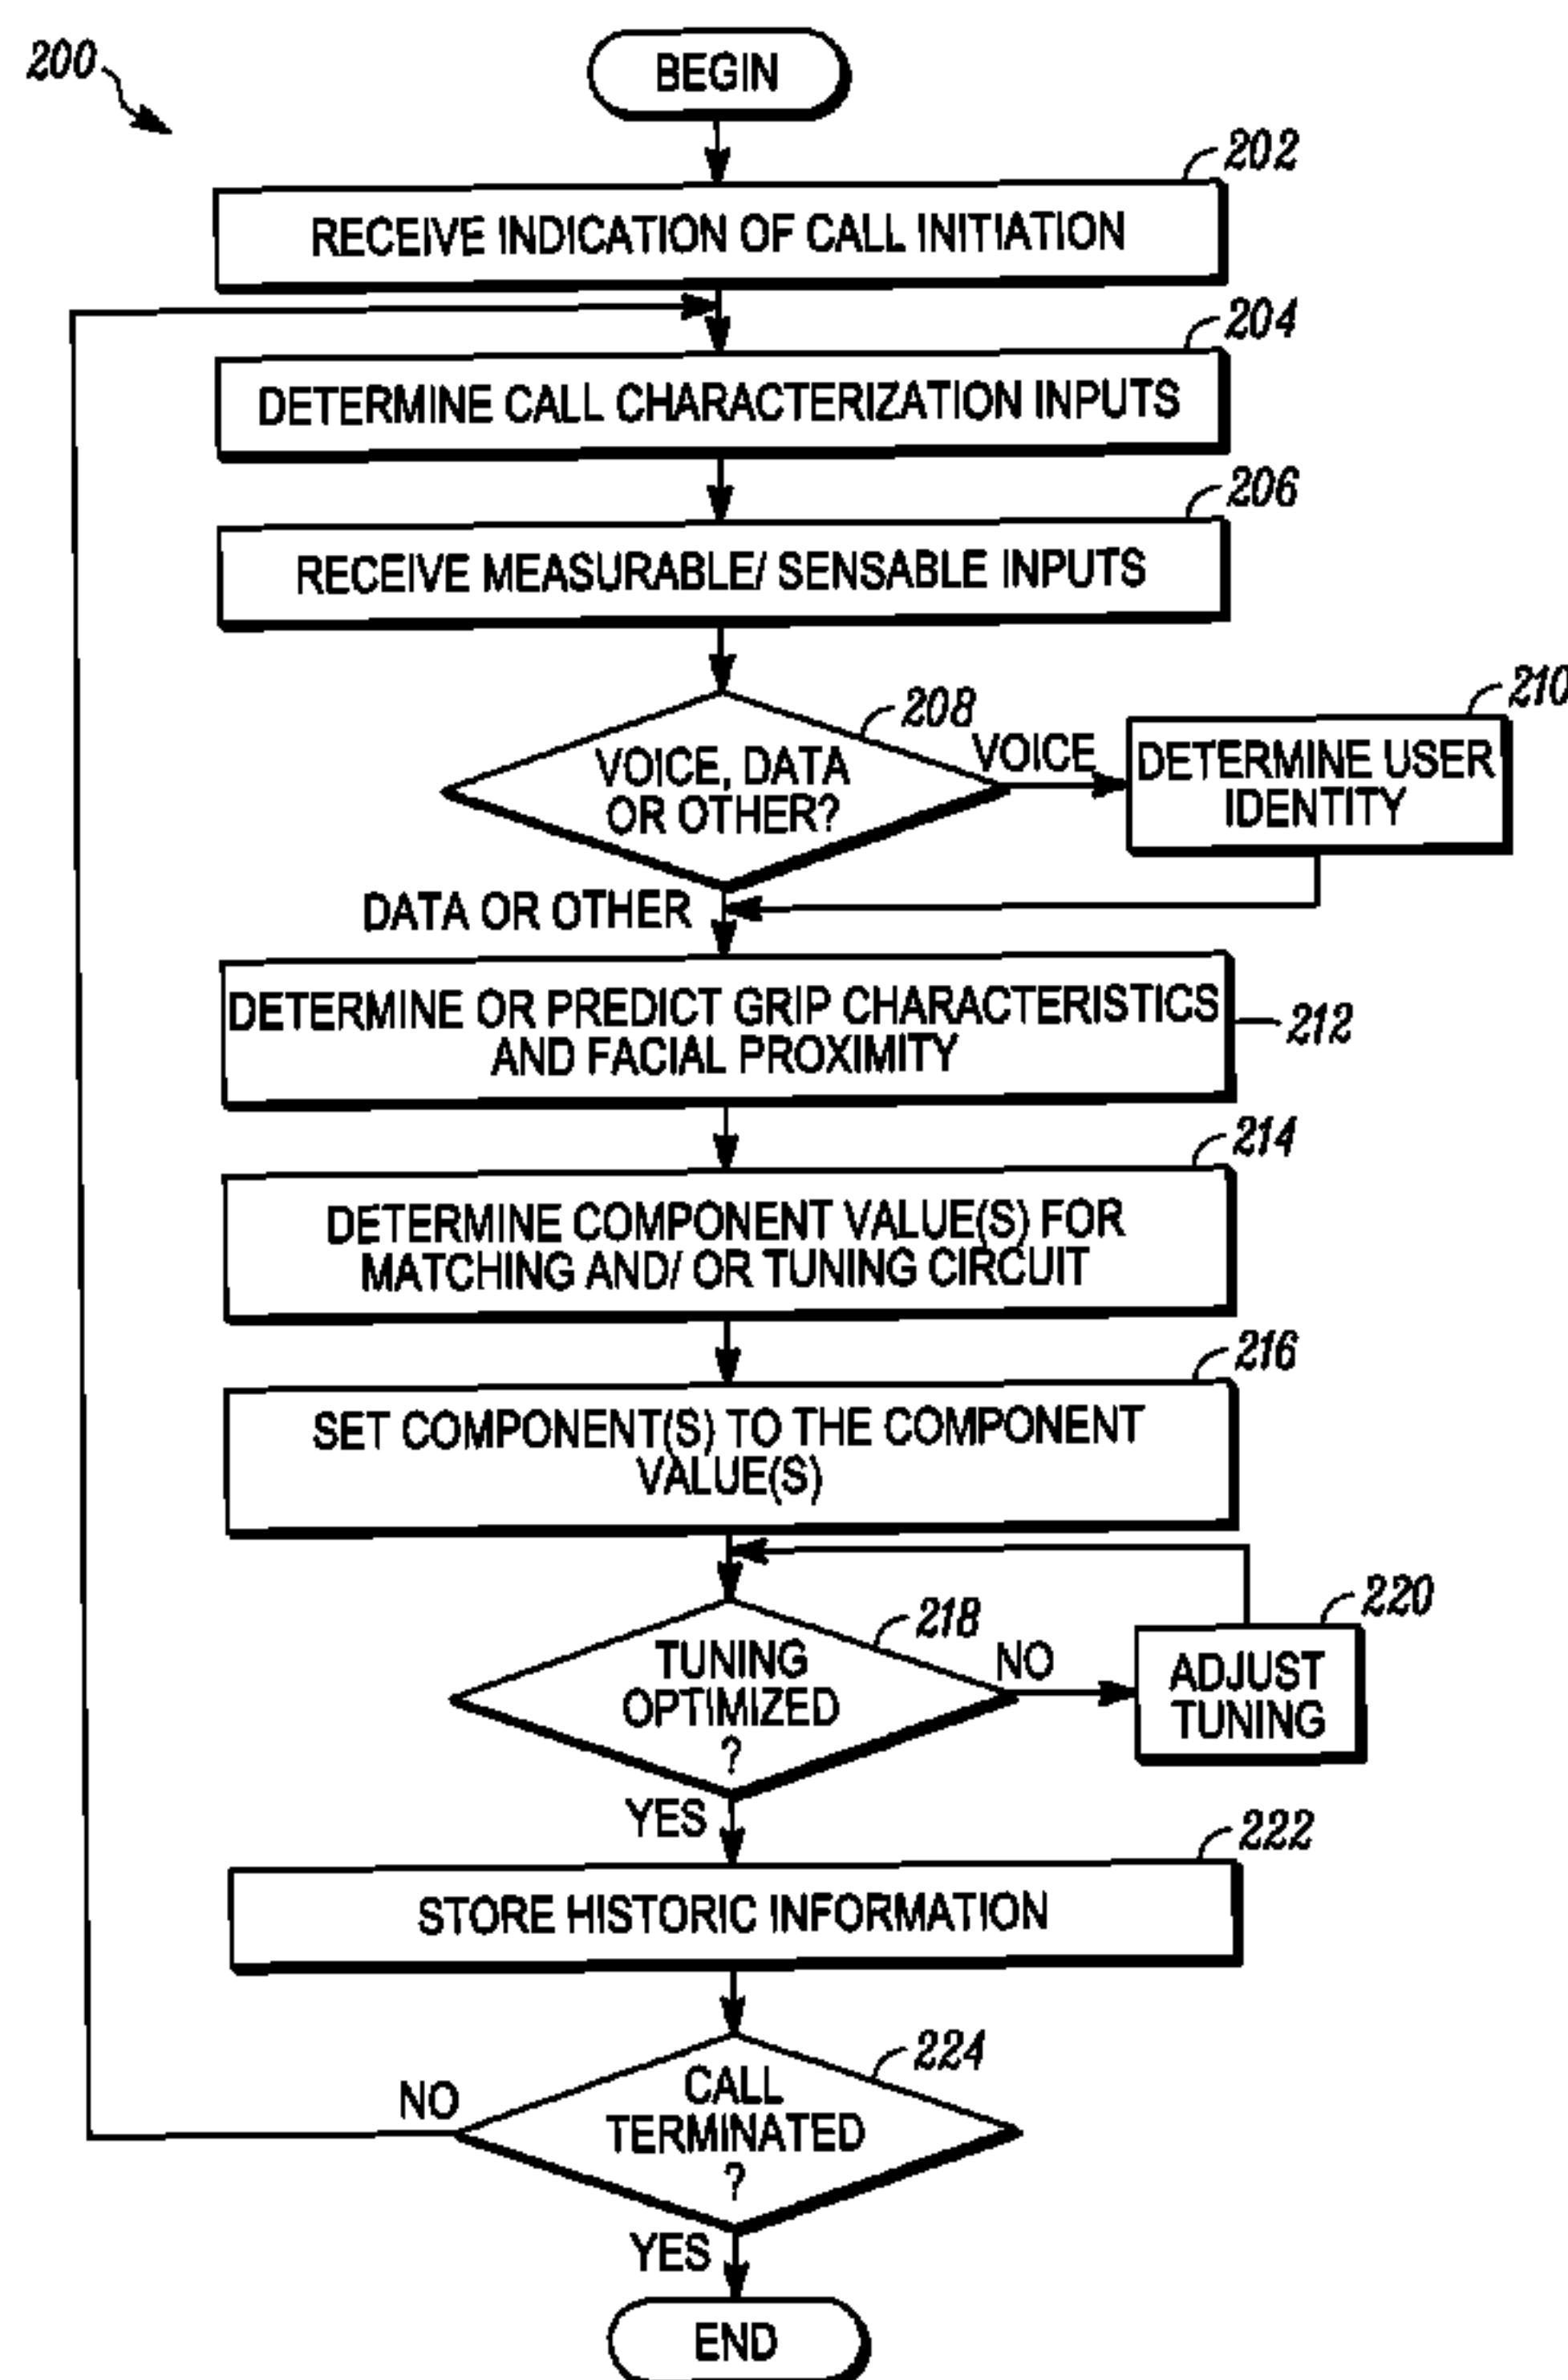 200
BEGIN
202
RECEIVE INDICATION OF CALL INITIATION
204
DETERMINE CALL CHARACTERIZATION INPUTS
206
RECEIVE MEASURABLE/ SENSABLE INPUTS
208
VOICE, DATA
OR OTHER?
VOICE
210
DETERMINE USER
IDENTITY
DATA OR OTHER
DETERMINE OR PREDICT GRIP CHARACTERISTICS
AND FACIAL PROXIMITY
212
214
DETERMINE COMPONENT VALUE(S) FOR
MATCHING AND/ OR TUNING CIRCUIT
216
SET COMPONENT(S) TO THE COMPONENT
VALUE(S)
218
TUNING
OPTIMIZED
?
NO
220
ADJUST
TUNING
YES
222
STORE HISTORIC INFORMATION
224
CALL
TERMINATED
?
NO
YES
END